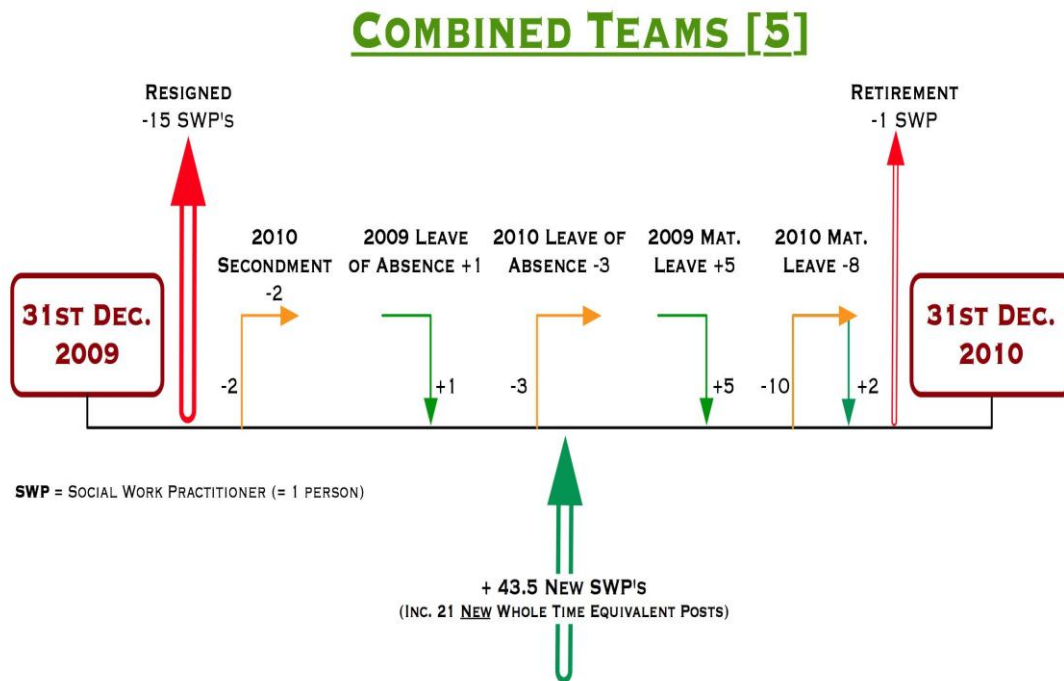 COMBINED TEAMS [5]
RESIGNED
-15 SWP'S
RETIREMENT
-1 SWP
2010
SECONDMENT
-2
2009 LEAVE
OF ABSENCE +1
2010 LEAVE OF
ABSENCE -3
2009 MAT.
LEAVE +5
2010 MAT.
LEAVE -8
31ST DEC.
2009
31ST DEC.
2010
-2
+1
-3
+5
-10
+2
SWP = SOCIAL WORK PRACTITIONER (= 1 PERSON)
+ 43.5 NEW SWP'S
(INC. 21 NEW WHOLE TIME EQUIVALENT POSTS)